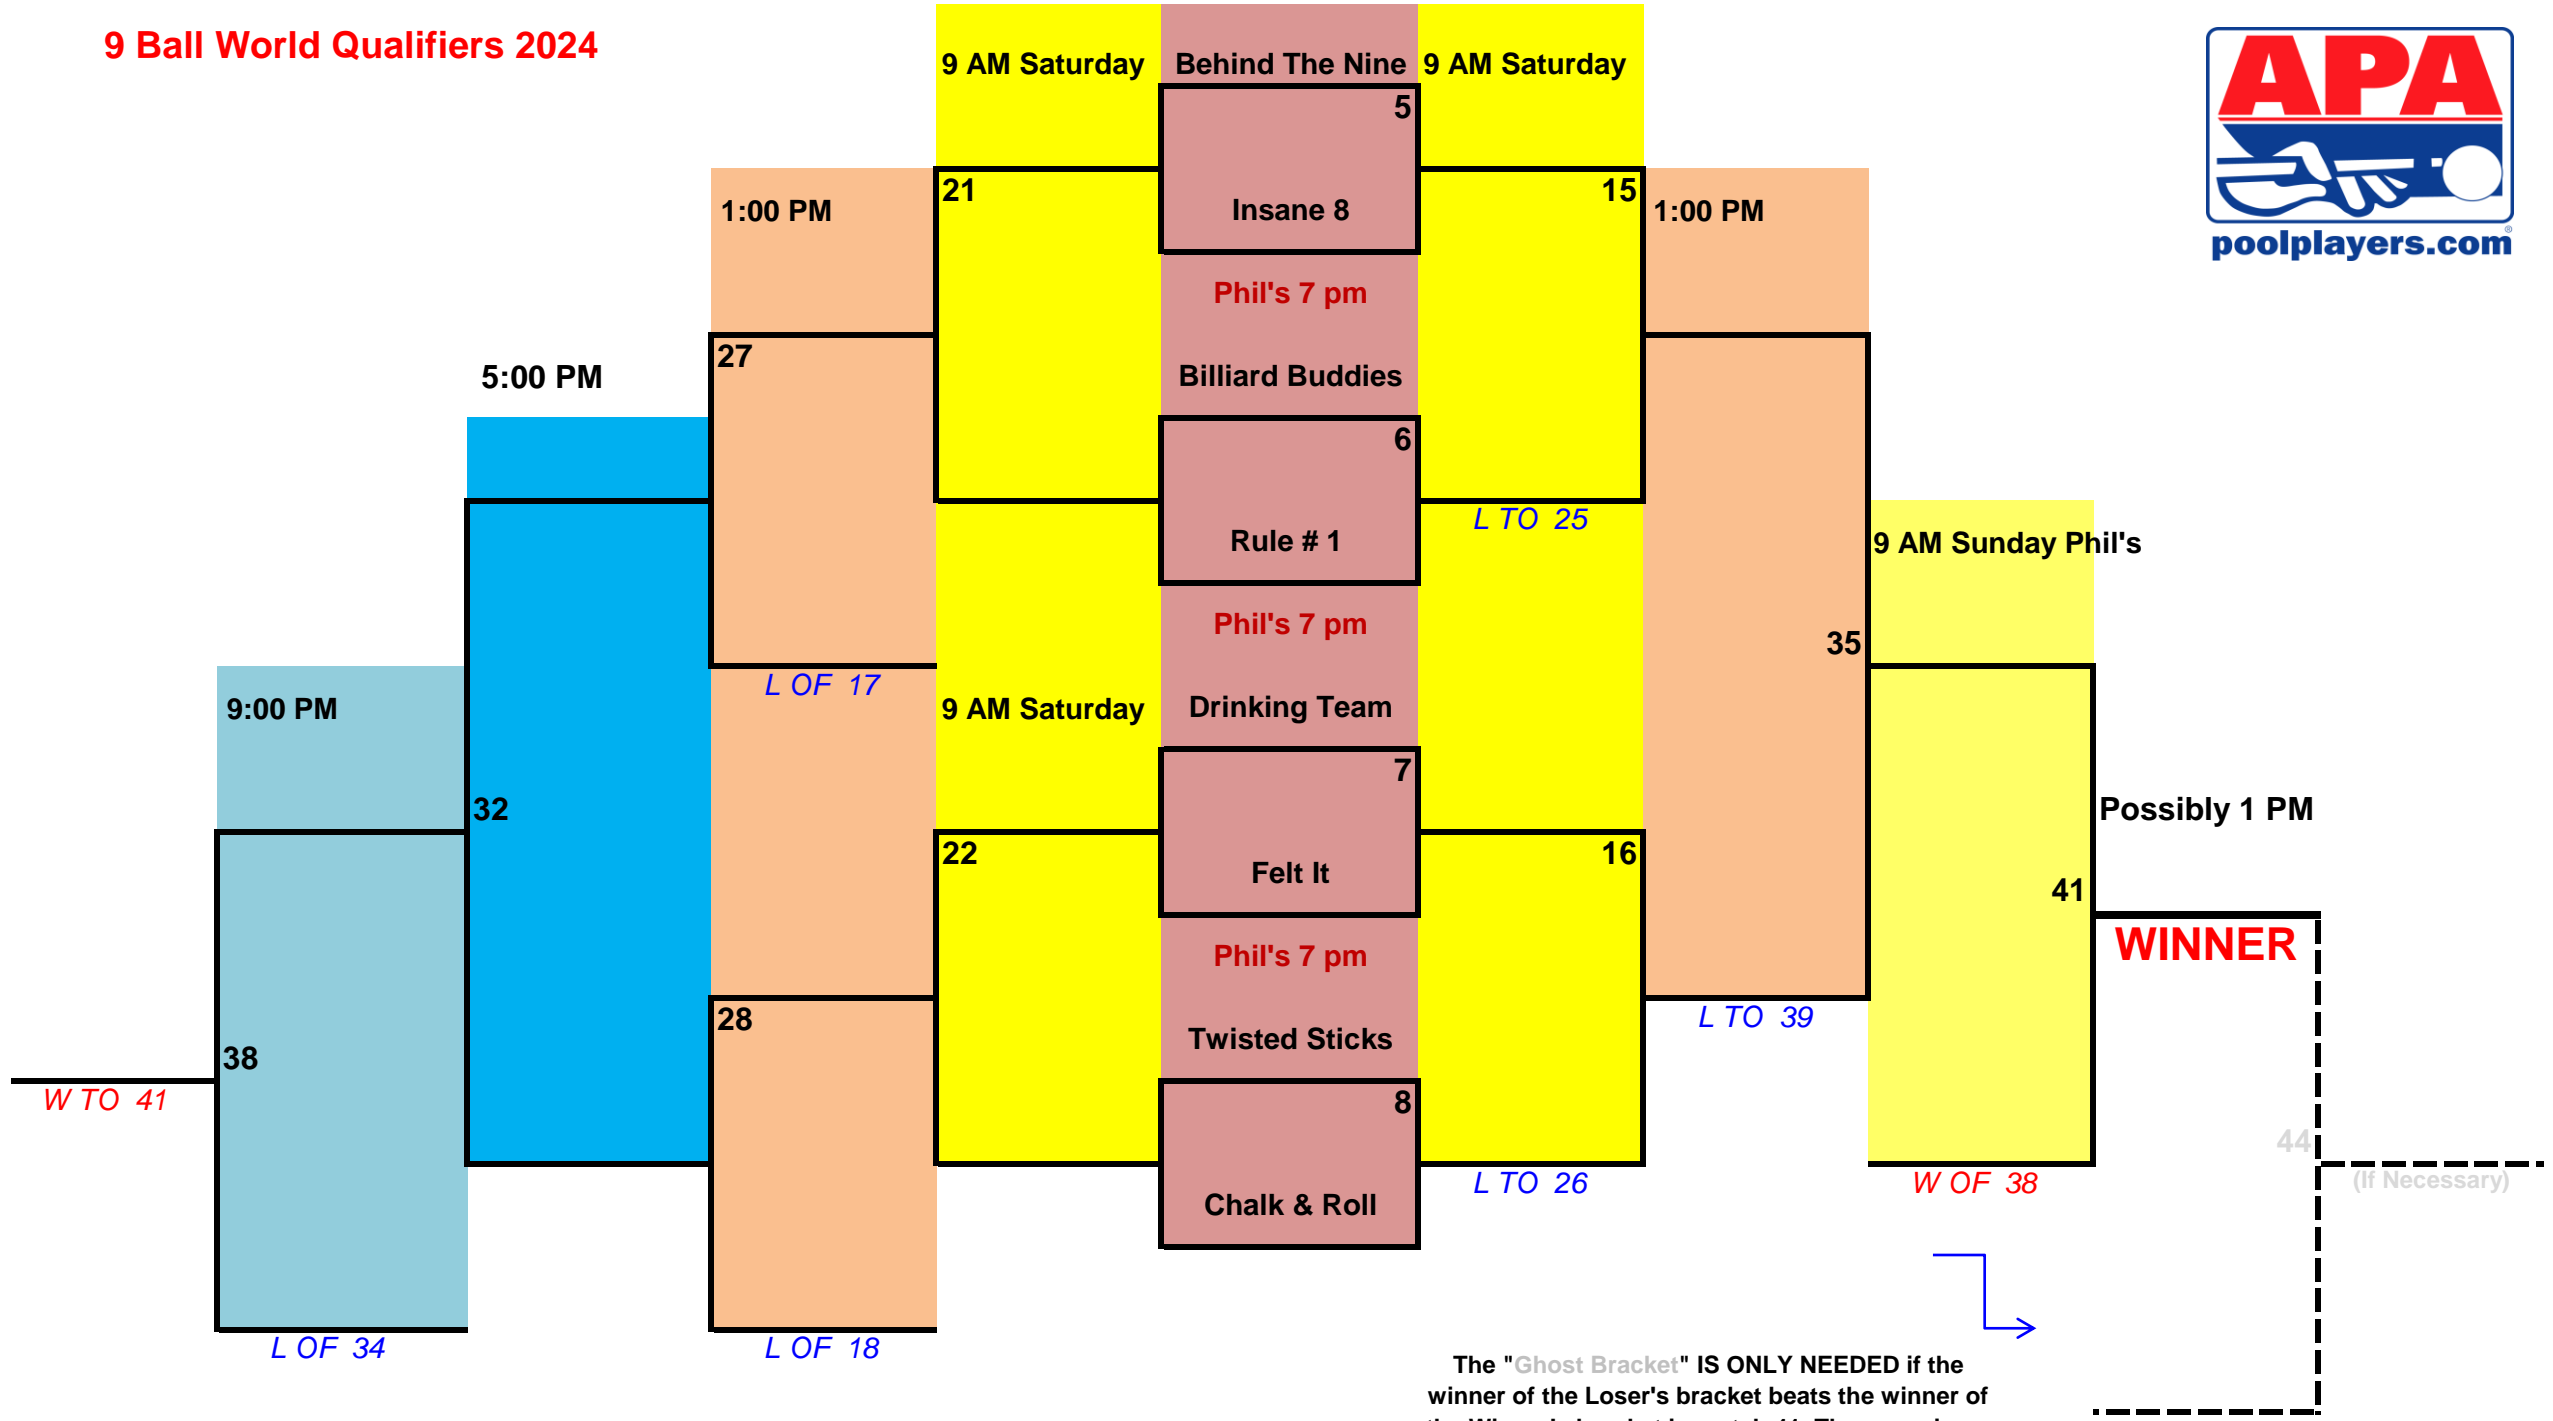 9 Ball World Qualifiers 2024
9 AM Saturday
Behind The Nine
9 AM Saturday
APA
poolplayers.com®
5
21
15
1:00 PM
Insane 8
1:00 PM
Phil's 7 pm
27
5:00 PM
Billiard Buddies
6
L TO 25
Rule # 1
9 AM Sunday Phil's
Phil's 7 pm
35
L OF 17
9:00 PM
9 AM Saturday
Drinking Team
7
32
Possibly 1 PM
22
16
Felt It
41
WINNER
Phil's 7 pm
28
L TO 39
Twisted Sticks
38
W TO 41
8
44
L TO 26
W OF 38
(If Necessary)
Chalk & Roll
L OF 34
L OF 18
The "Ghost Bracket" IS ONLY NEEDED if the
winner of the Loser's bracket beats the winner of